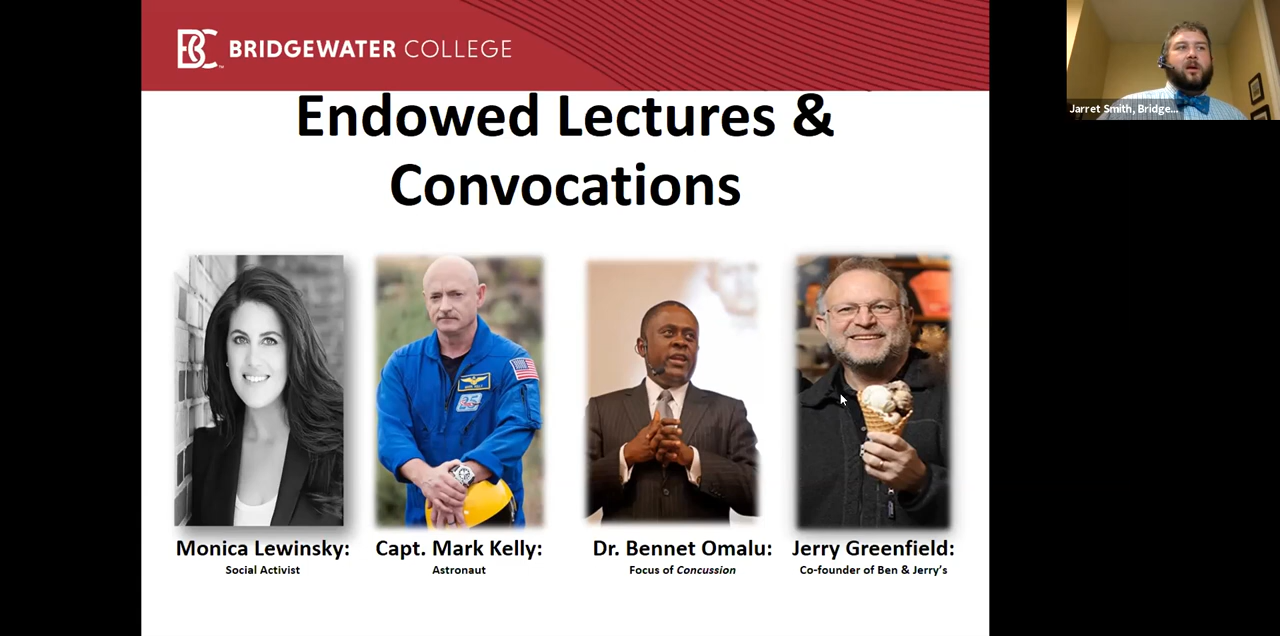 BRIDGEWATER COLLEGE
Jarret Smith, Bridge...
Endowed Lectures &
Convocations
Monica Lewinsky:
Social Activist
Capt. Mark Kelly:
Astronaut
Dr. Bennet Omalu:
Focus of Concussion
Jerry Greenfield:
Co-founder of Ben & Jerry's